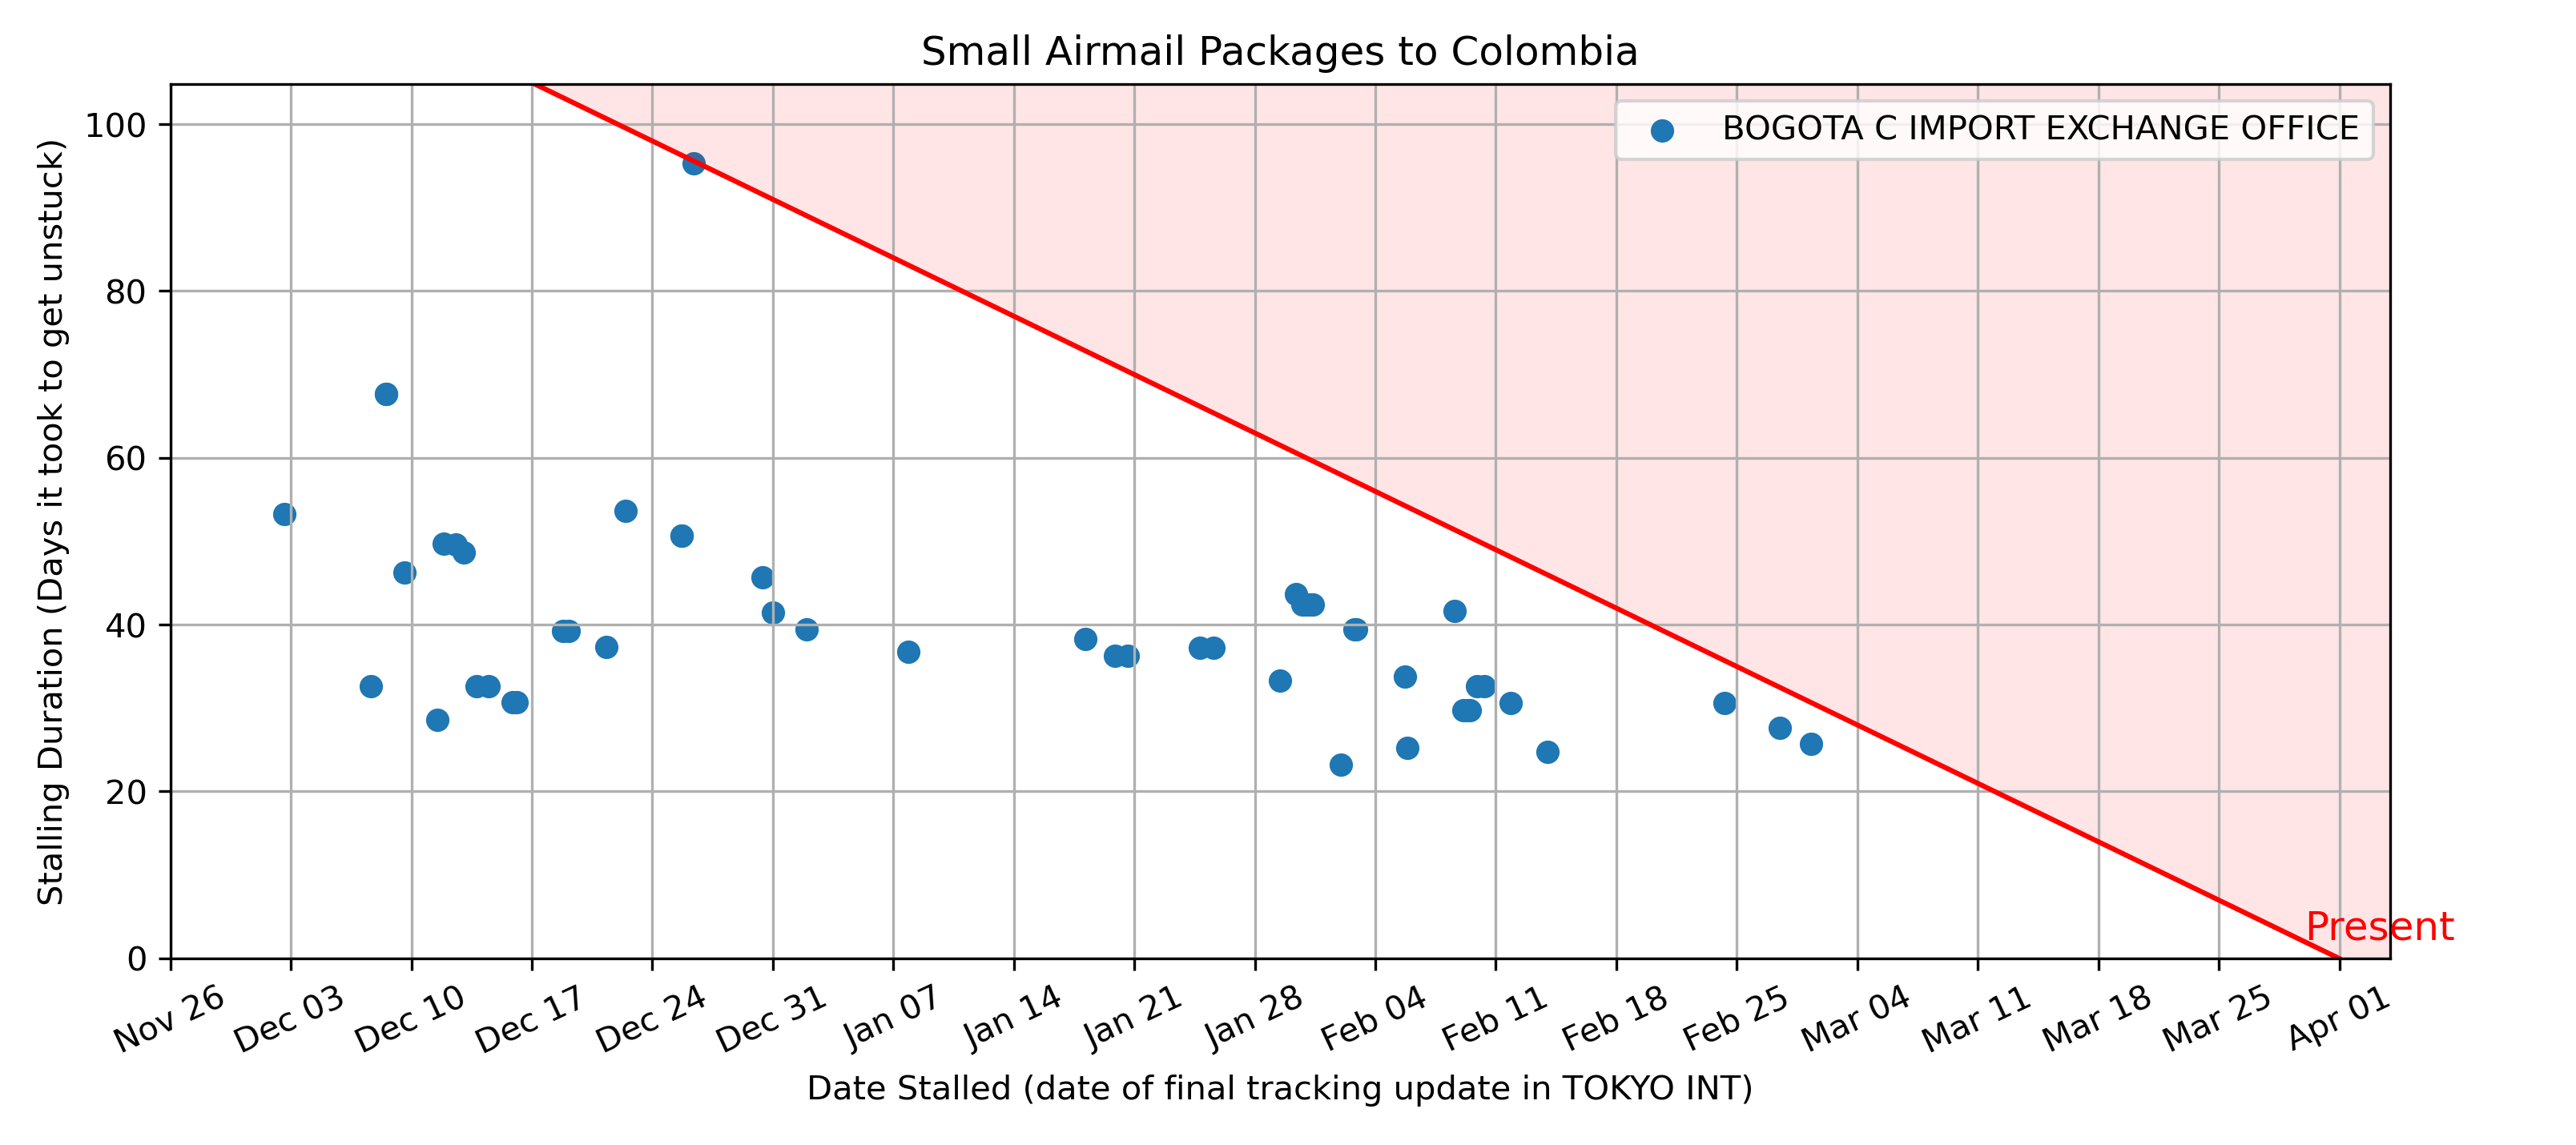 Small Airmail Packages to Colombia
BOGOTA C IMPORT EXCHANGE OFFICE
Stalling Duration (Days it took to get unstuck)
100
80
60
40
20
0
Present
Nov 26
Dec 03
Dec 10
Dec 17
Dec 24
Dec 31
Jan 07
Jan 14
Jan 21
Jan 28
Feb 04
Feb 11
Feb 18
Feb 25
Mar 04
Mar 11
Mar 18
Mar 25
Apr 01
Date Stalled (date of final tracking update in TOKYO INT)